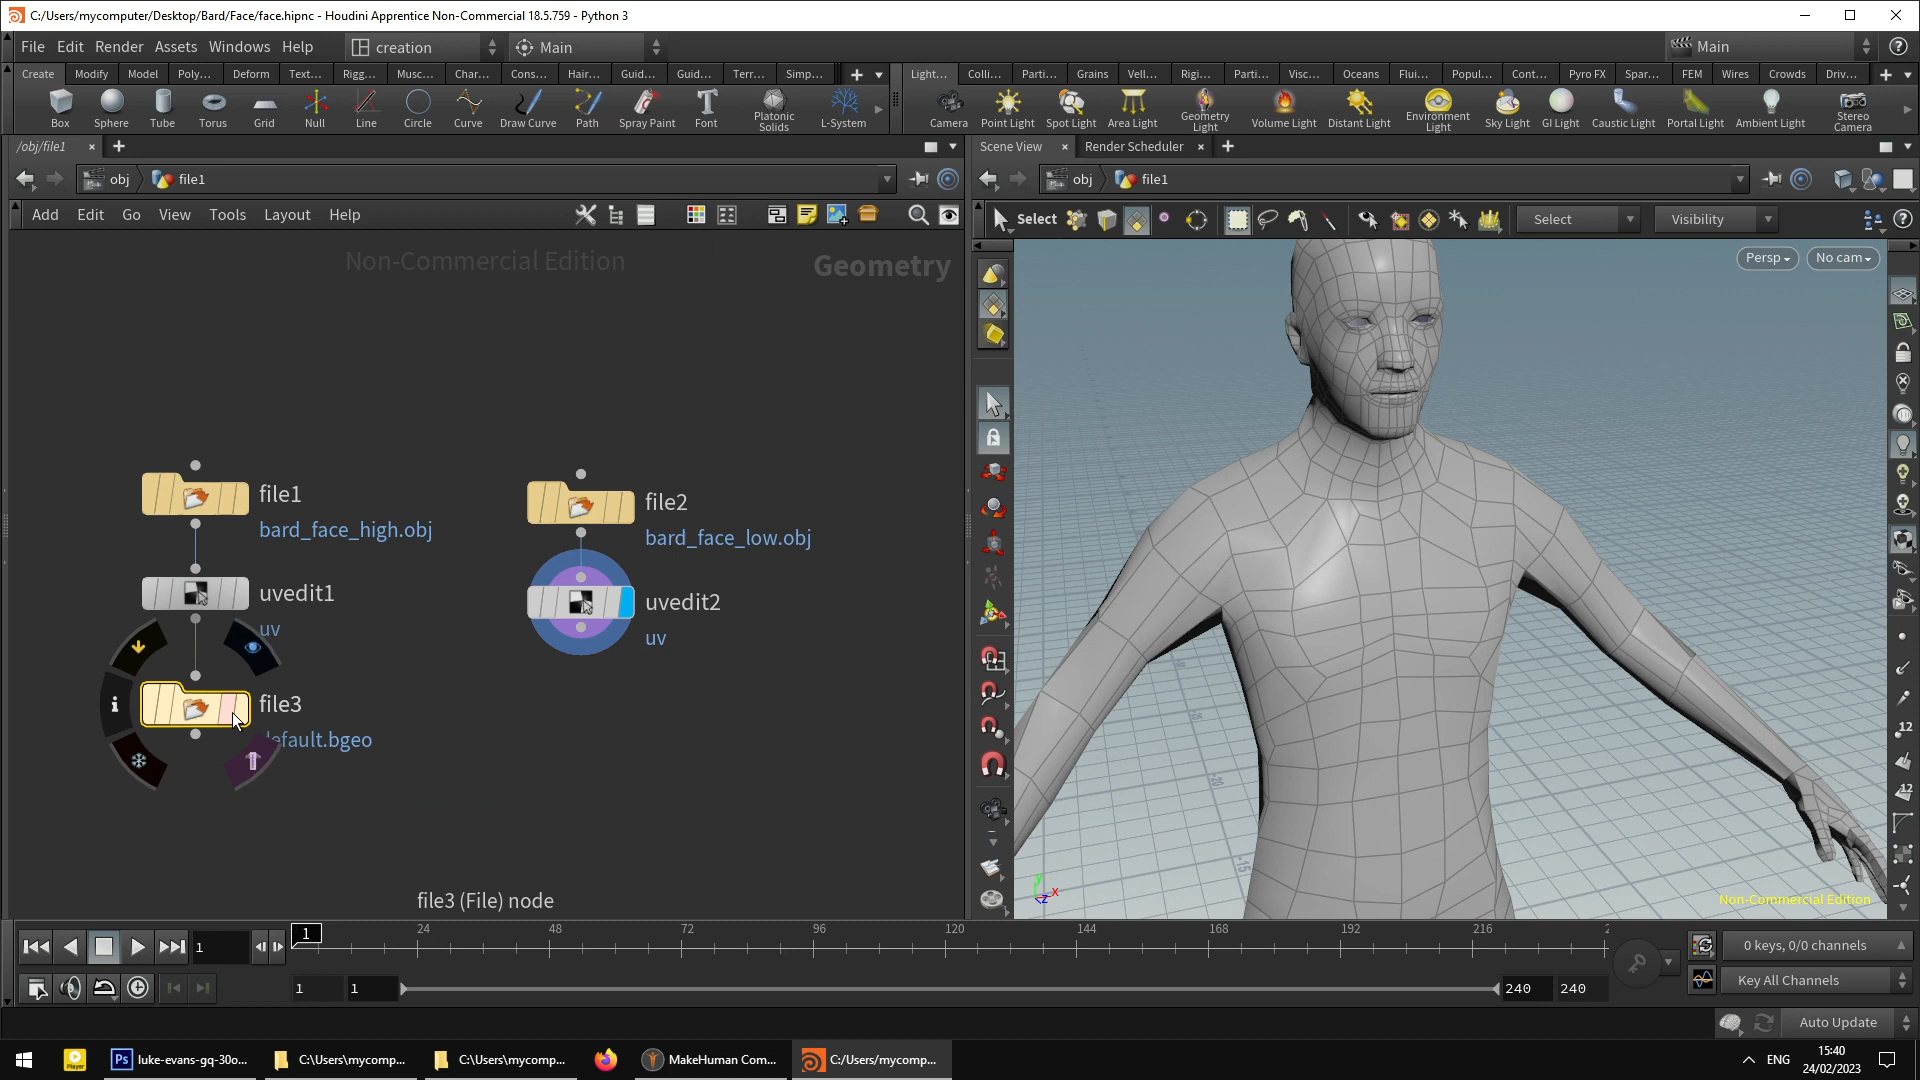 C:/Users/mycomputer/Desktop/Bard/Face/face.hipnc - Houdini Apprentice Non-Commercial 18.5.759 - Python 3
File Edit Render Assets Windows Help creation Main Main
Create Modify Model Poly... Deform Text... Rigg... Musc... Char... Cons... Hair... Guid... Guid... Terr... Simp...
Light... Colli... Parti... Grains Vell... Rigi... Parti... Visc... Oceans Flui... Popul... Cont... Pyro FX Spar... FEM Wires Crowds Driv...
Box Sphere Tube Torus Grid Null Line Circle Curve Draw Curve Path Spray Paint Font Platonic Solids L-System
Camera Point Light Spot Light Area Light Geometry Light Volume Light Distant Light Environment Light Sky Light GI Light Caustic Light Portal Light Ambient Light Stereo Camera
/obj/file1
Scene View Render Scheduler
obj file1
obj file1
Add Edit Go View Tools Layout Help
Select Select Visibility
Non-Commercial Edition
Geometry
Persp No cam
file1
bard_face_high.obj
file2
bard_face_low.obj
uvedit1
uv
uvedit2
uv
file3
default.bgeo
12
12
-15
Non-Commercial Edition
x
y
z
file3 (File) node
1
1 24 48 72 96 120 144 168 192 216 2
0 keys, 0/0 channels
1 1 240 240
Key All Channels
Auto Update
Ps luke-evans-gq-30o...
C:\Users\mycomp...
C:\Users\mycomp...
MakeHuman Com...
C:/Users/mycomp...
ENG
15:40
24/02/2023